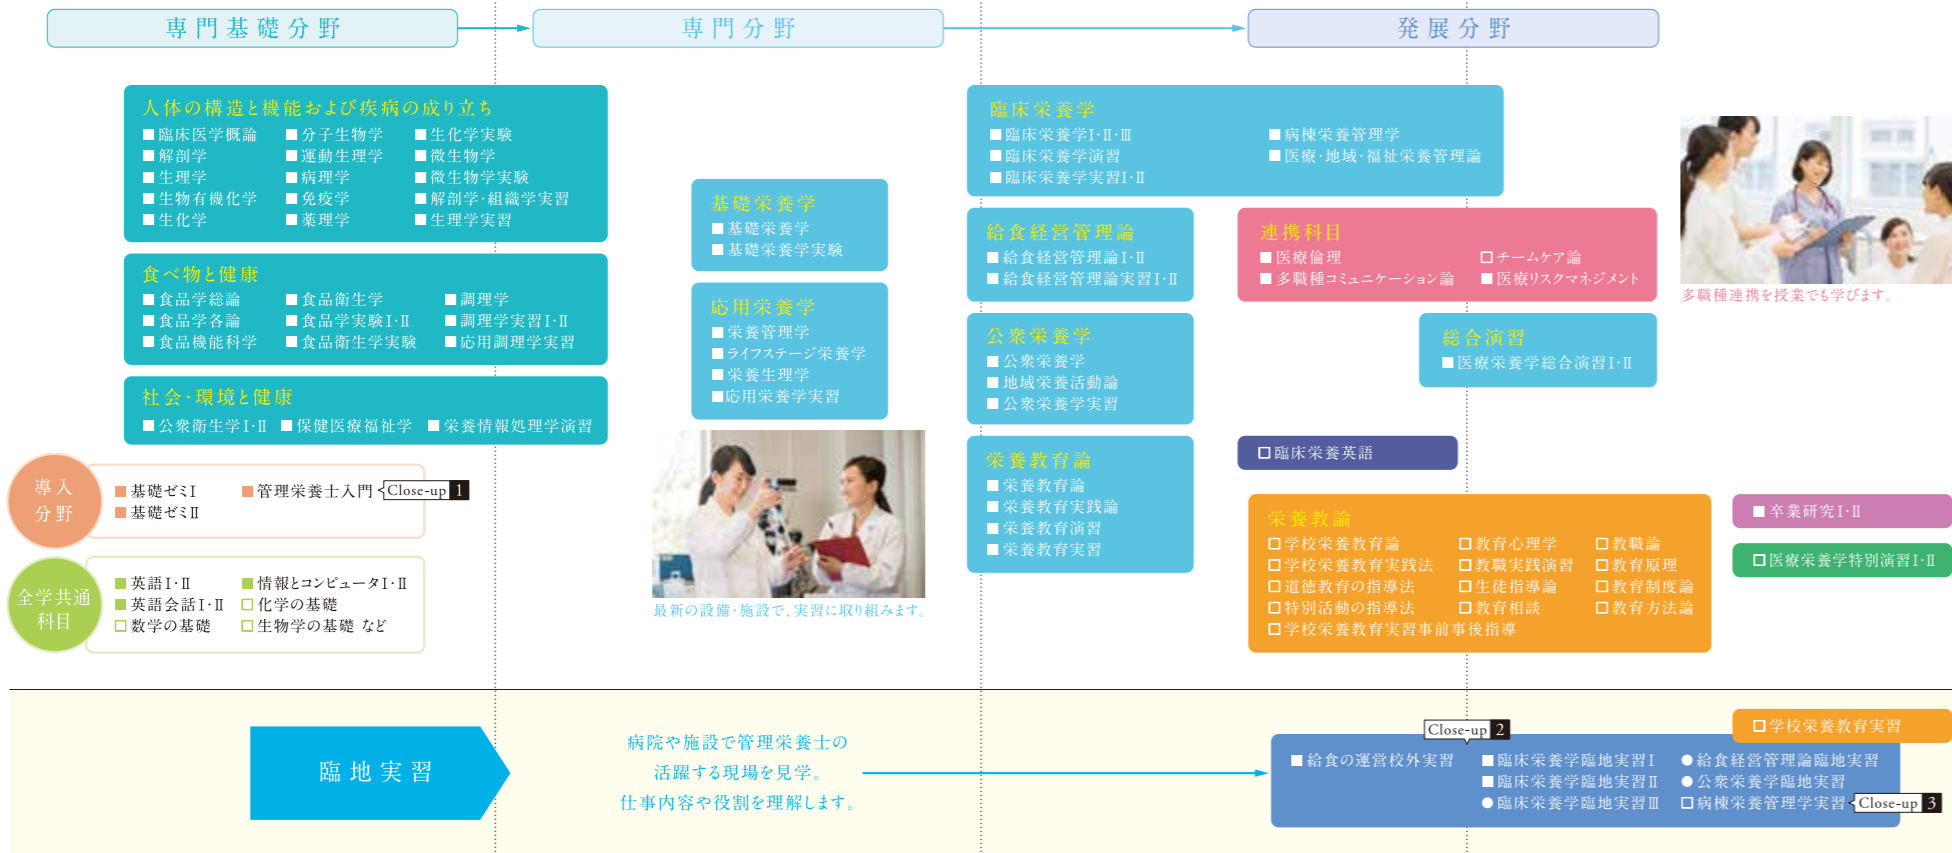 専門基礎分野
専門分野
発展分野
人体の構造と機能および疾病の成り立ち
■臨床医学概論 ■分子生物学 ■生化学実験
■解剖学 ■運動生理学 ■微生物学
■生理学 ■病理学 ■微生物学実験
■生物有機化学 ■免疫学 ■解剖学・組織学実習
■生化学 ■薬理学 ■生理学実習
食べ物と健康
■食品学総論 ■食品衛生学 ■調理学
■食品学各論 ■食品学実験I・II ■調理学実習I・II
■食品機能科学 ■食品衛生学実験 ■応用調理学実習
社会・環境と健康
■公衆衛生学I・II ■保健医療福祉学 ■栄養情報処理学演習
導入
分野
■基礎ゼミI ■管理栄養士入門 Close-up 1
■基礎ゼミII
全学共通
科目
■英語I・II ■情報とコンピュータI・II
■英語会話I・II □化学の基礎
□数学の基礎 □生物学の基礎 など
基礎栄養学
■基礎栄養学
■基礎栄養学実験
応用栄養学
■栄養管理学
■ライフステージ栄養学
■栄養生理学
■応用栄養学実習
最新の設備・施設で、実習に取り組みます。
臨床栄養学
■臨床栄養学I・II・III ■病棟栄養管理学
■臨床栄養学演習 ■医療・地域・福祉栄養管理論
■臨床栄養学実習I・II
給食経営管理論
■給食経営管理論I・II
■給食経営管理論実習I・II
公衆栄養学
■公衆栄養学
■地域栄養活動論
■公衆栄養学実習
栄養教育論
■栄養教育論
■栄養教育実践論
■栄養教育演習
■栄養教育実習
連携科目
■医療倫理 □チームケア論
■多職種コミュニケーション論 ■医療リスクマネジメント
多職種連携を授業でも学びます。
総合演習
■医療栄養学総合演習I・II
□臨床栄養英語
栄養教諭
□学校栄養教育論 □教育心理学 □教職論
□学校栄養教育実践法 □教職実践演習 □教育原理
□道徳教育の指導法 □生徒指導論 □教育制度論
□特別活動の指導法 □教育相談 □教育方法論
□学校栄養教育実習事前事後指導
■卒業研究I・II
□医療栄養学特別演習I・II
臨地実習
病院や施設で管理栄養士の
活躍する現場を見学。
仕事内容や役割を理解します。
□学校栄養教育実習
Close-up 2
■給食の運営校外実習 ■臨床栄養学臨地実習I ●給食経営管理論臨地実習
■臨床栄養学臨地実習II ●公衆栄養学臨地実習
●臨床栄養学臨地実習III □病棟栄養管理学実習 Close-up 3